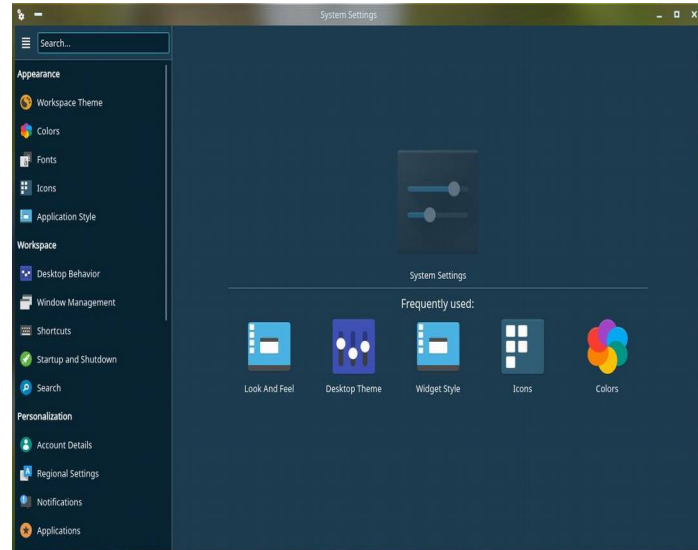 System Settings
Search...
Appearance
Workspace Theme
Colors
Fonts
Icons
Application Style
Workspace
Desktop Behavior
Window Management
Shortcuts
Startup and Shutdown
Search
Personalization
Account Details
Regional Settings
Notifications
Applications
System Settings
Frequently used:
Look And Feel
Desktop Theme
Widget Style
Icons
Colors